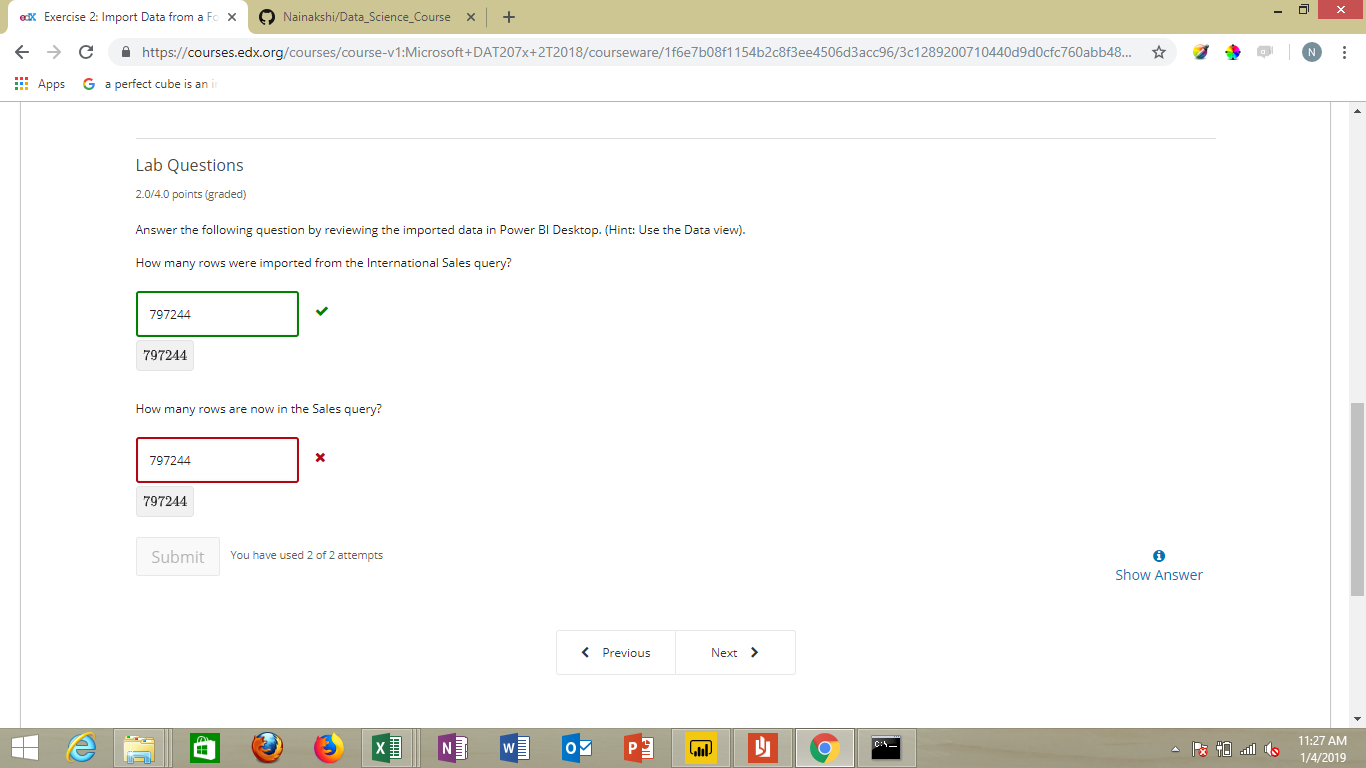 edX Exercise 2: Import Data from a Fo
Nainakshi/Data_Science_Course
https://courses.edx.org/courses/course-v1:Microsoft+DAT207x+2T2018/courseware/1f6e7b08f1154b2c8f3ee4506d3acc96/3c1289200710440d9d0cfc760abb48...
N
Apps
G a perfect cube is an i
Lab Questions
2.0/4.0 points (graded)
Answer the following question by reviewing the imported data in Power BI Desktop. (Hint: Use the Data view).
How many rows were imported from the International Sales query?
797244
797244
How many rows are now in the Sales query?
797244
797244
Submit
You have used 2 of 2 attempts
Show Answer
Previous
Next
11:27 AM
1/4/2019